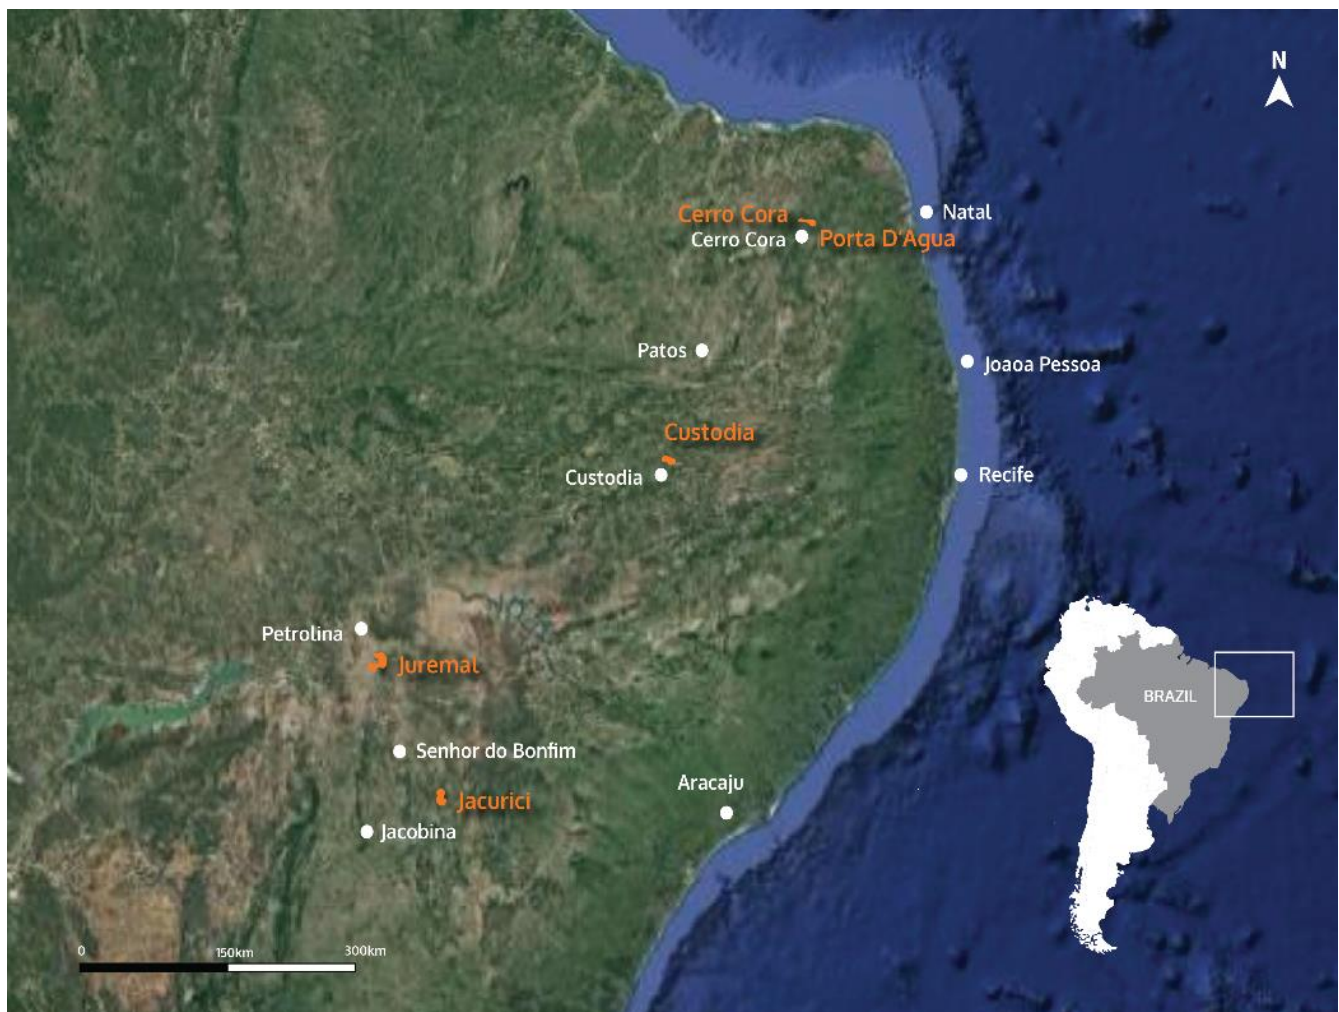 N
Cerro Cora
Natal
Cerro Cora
Porta D'Agua
Patos
Joaoa Pessoa
Custodia
Custodia
Recife
Petrolina
Juremal
BRAZIL
Senhor do Bonfim
Aracaju
Jacurici
Jacobina
0 150km 300km